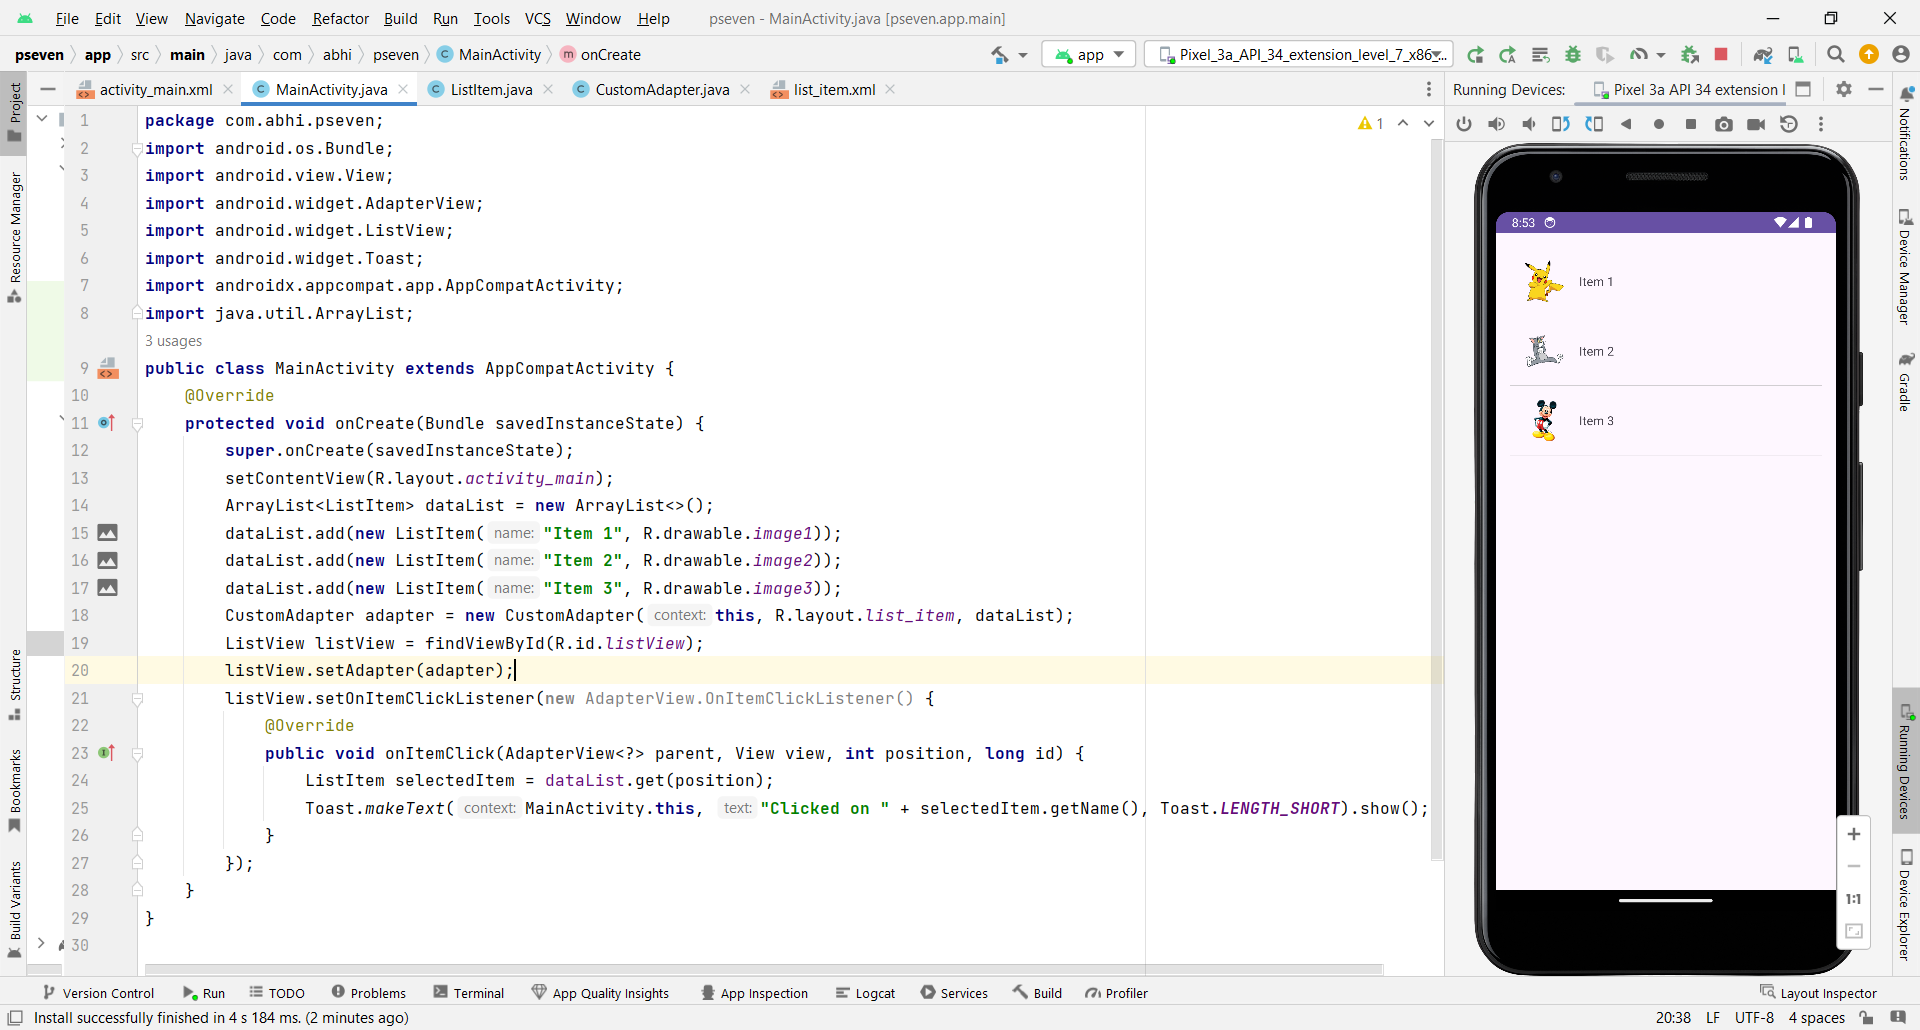 File Edit View Navigate Code Refactor Build Run Tools VCS Window Help pseven - MainActivity.java [pseven.app.main]
pseven app src main java com abhi pseven MainActivity onCreate app Pixel_3a_API_34_extension_level_7_x86_...
activity_main.xml MainActivity.java ListItem.java CustomAdapter.java list_item.xml Running Devices: Pixel 3a API 34 extension l
1 package com.abhi.pseven;
1
2 import android.os.Bundle;
3 import android.view.View;
4 import android.widget.AdapterView;
5 import android.widget.ListView;
6 import android.widget.Toast;
7 import androidx.appcompat.app.AppCompatActivity;
8 import java.util.ArrayList;
3 usages
9 public class MainActivity extends AppCompatActivity {
10 @Override
11 protected void onCreate(Bundle savedInstanceState) {
12 super.onCreate(savedInstanceState);
13 setContentView(R.layout.activity_main);
14 ArrayList<ListItem> dataList = new ArrayList<>();
15 dataList.add(new ListItem( name: "Item 1", R.drawable.image1));
16 dataList.add(new ListItem( name: "Item 2", R.drawable.image2));
17 dataList.add(new ListItem( name: "Item 3", R.drawable.image3));
18 CustomAdapter adapter = new CustomAdapter( context: this, R.layout.list_item, dataList);
19 ListView listView = findViewById(R.id.listView);
20 listView.setAdapter(adapter);
21 listView.setOnItemClickListener(new AdapterView.OnItemClickListener() {
22 @Override
23 public void onItemClick(AdapterView<?> parent, View view, int position, long id) {
24 ListItem selectedItem = dataList.get(position);
25 Toast.makeText( context: MainActivity.this, text: "Clicked on " + selectedItem.getName(), Toast.LENGTH_SHORT).show();
26 }
27 });
28 }
29 }
30
8:53
Item 1
Item 2
Item 3
1:1
Project
Resource Manager
Structure
Bookmarks
Build Variants
Notifications
Device Manager
Gradle
Running Devices
Device Explorer
Version Control Run TODO Problems Terminal App Quality Insights App Inspection Logcat Services Build Profiler Layout Inspector
Install successfully finished in 4 s 184 ms. (2 minutes ago) 20:38 LF UTF-8 4 spaces